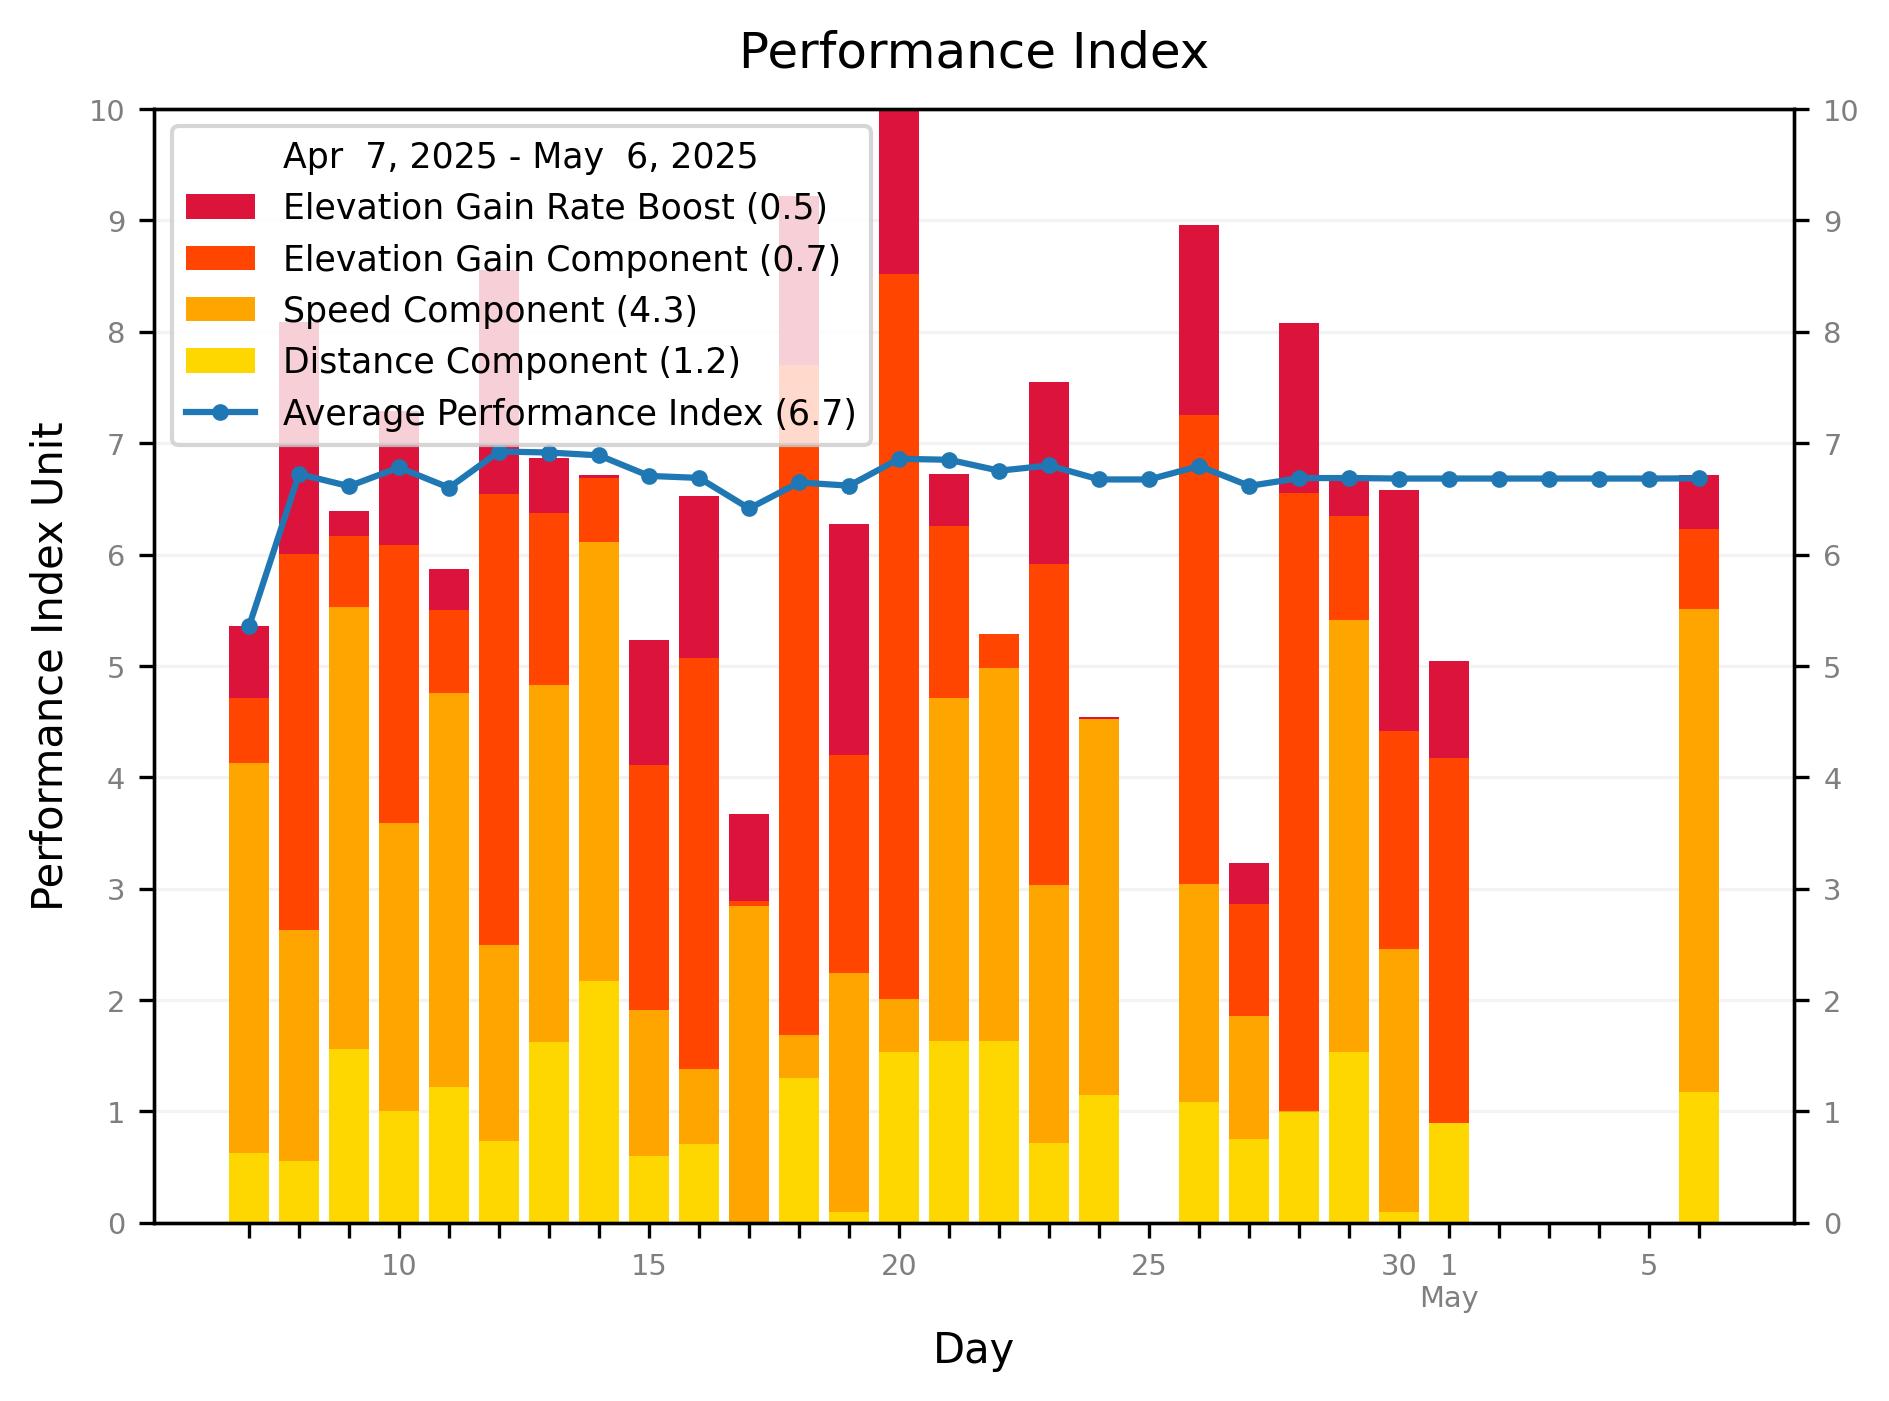 Performance Index
Apr  7, 2025 - May  6, 2025
Elevation Gain Rate Boost (0.5)
Elevation Gain Component (0.7)
Speed Component (4.3)
Distance Component (1.2)
Average Performance Index (6.7)
Performance Index Unit
10
9
8
7
6
5
4
3
2
1
0
10
9
8
7
6
5
4
3
2
1
0
10 15 20 25 30 1 5
May
Day